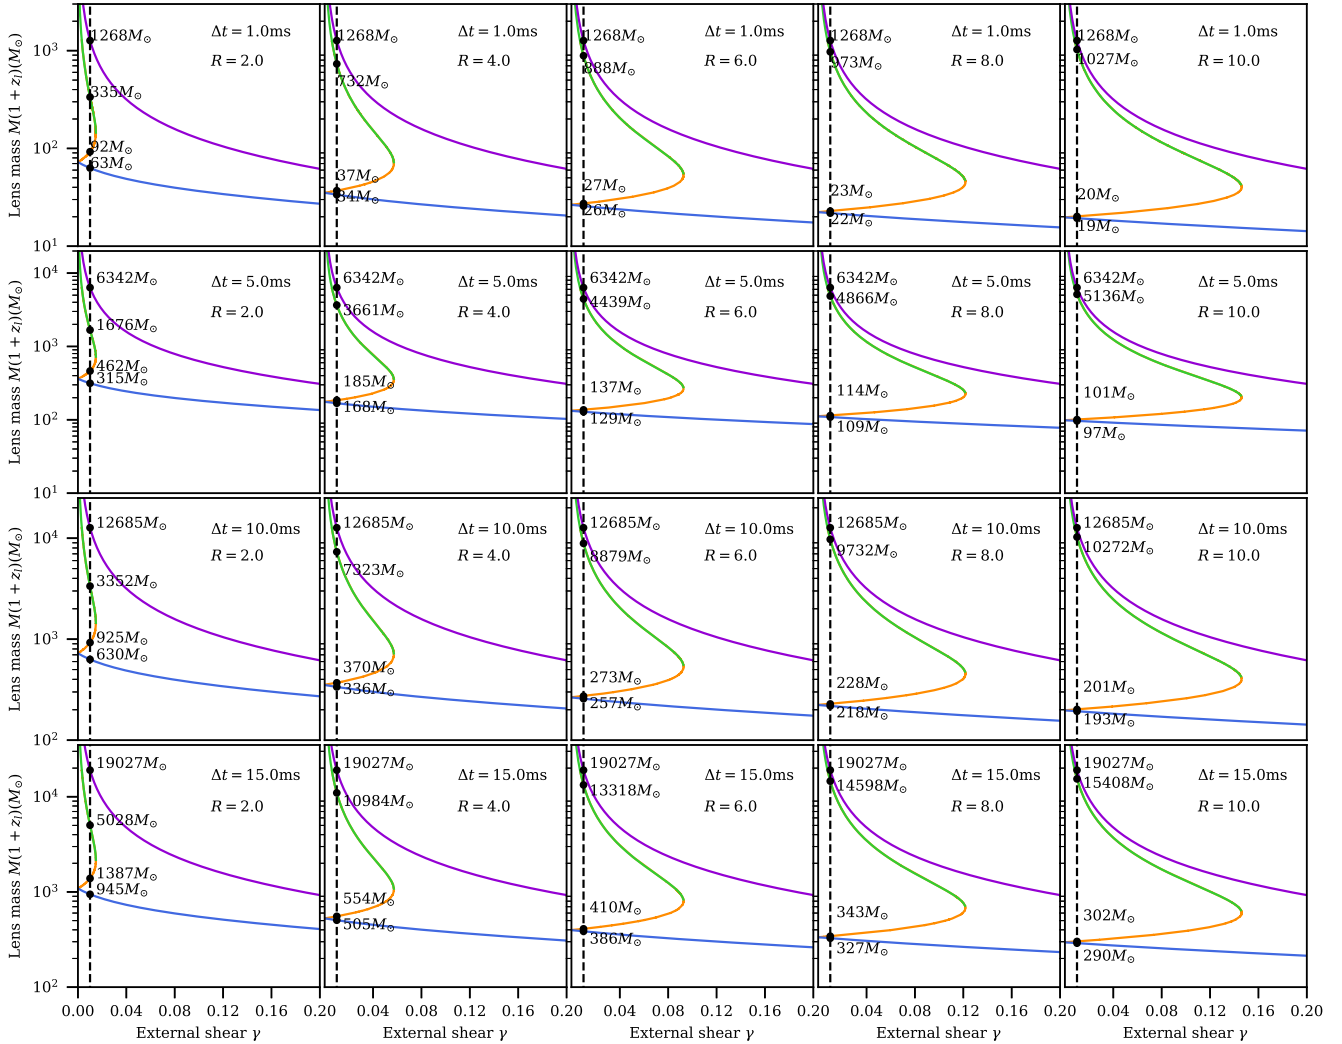 Lens mass M(1 + z_l)(M⊙)
10³
10²
10¹
Δt = 1.0ms
R = 2.0
1268M⊙
335M⊙
92M⊙
63M⊙
Δt = 1.0ms
R = 4.0
1268M⊙
732M⊙
37M⊙
34M⊙
Δt = 1.0ms
R = 6.0
1268M⊙
888M⊙
27M⊙
26M⊙
Δt = 1.0ms
R = 8.0
1268M⊙
973M⊙
23M⊙
22M⊙
Δt = 1.0ms
R = 10.0
1268M⊙
1027M⊙
20M⊙
19M⊙
Lens mass M(1 + z_l)(M⊙)
10⁴
10³
10²
10¹
Δt = 5.0ms
R = 2.0
6342M⊙
1676M⊙
462M⊙
315M⊙
Δt = 5.0ms
R = 4.0
6342M⊙
3661M⊙
185M⊙
168M⊙
Δt = 5.0ms
R = 6.0
6342M⊙
4439M⊙
137M⊙
129M⊙
Δt = 5.0ms
R = 8.0
6342M⊙
4866M⊙
114M⊙
109M⊙
Δt = 5.0ms
R = 10.0
6342M⊙
5136M⊙
101M⊙
97M⊙
Lens mass M(1 + z_l)(M⊙)
10⁴
10³
10²
Δt = 10.0ms
R = 2.0
12685M⊙
3352M⊙
925M⊙
630M⊙
Δt = 10.0ms
R = 4.0
12685M⊙
7323M⊙
370M⊙
336M⊙
Δt = 10.0ms
R = 6.0
12685M⊙
8879M⊙
273M⊙
257M⊙
Δt = 10.0ms
R = 8.0
12685M⊙
9732M⊙
228M⊙
218M⊙
Δt = 10.0ms
R = 10.0
12685M⊙
10272M⊙
201M⊙
193M⊙
Lens mass M(1 + z_l)(M⊙)
10⁴
10³
10²
Δt = 15.0ms
R = 2.0
19027M⊙
5028M⊙
1387M⊙
945M⊙
Δt = 15.0ms
R = 4.0
19027M⊙
10984M⊙
554M⊙
505M⊙
Δt = 15.0ms
R = 6.0
19027M⊙
13318M⊙
410M⊙
386M⊙
Δt = 15.0ms
R = 8.0
19027M⊙
14598M⊙
343M⊙
327M⊙
Δt = 15.0ms
R = 10.0
19027M⊙
15408M⊙
302M⊙
290M⊙
0.00 0.04 0.08 0.12 0.16 0.20
0.04 0.08 0.12 0.16 0.20
0.04 0.08 0.12 0.16 0.20
0.04 0.08 0.12 0.16 0.20
0.04 0.08 0.12 0.16 0.20
External shear γ
External shear γ
External shear γ
External shear γ
External shear γ